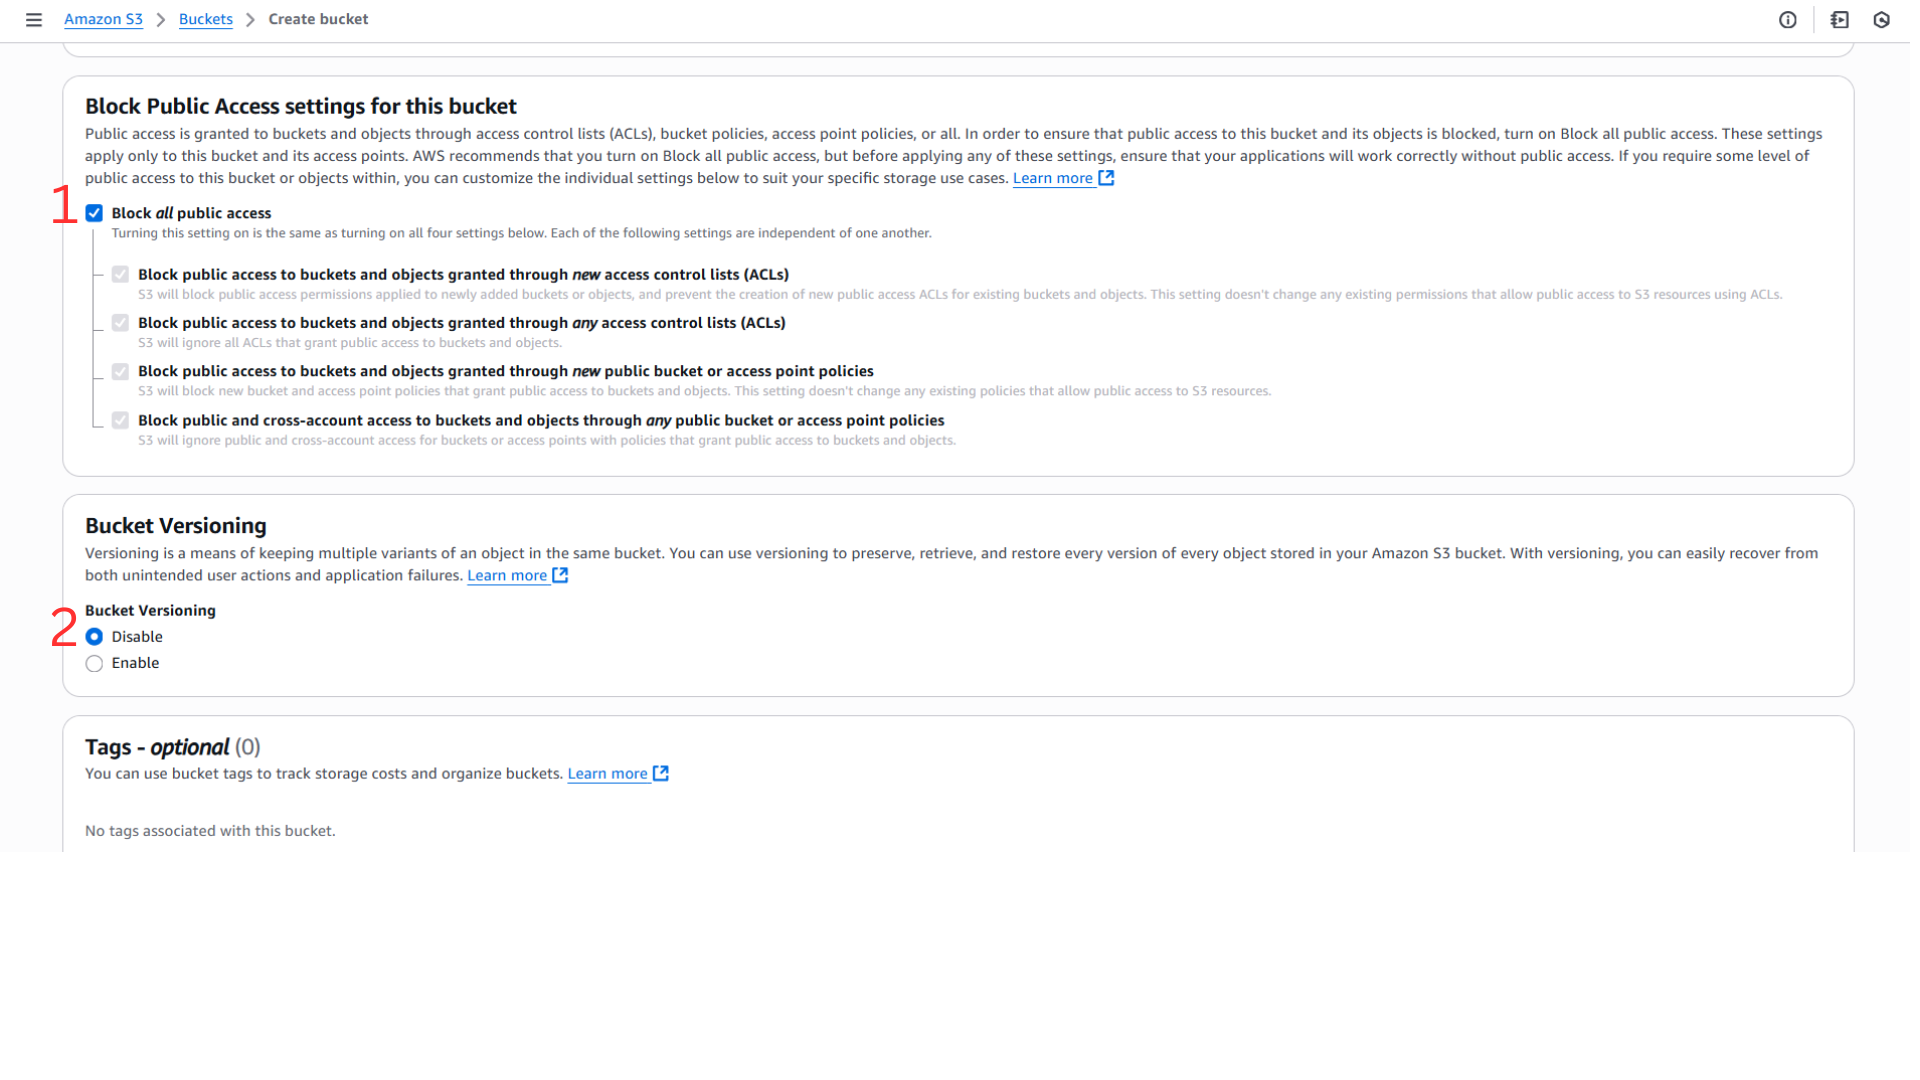 Amazon S3 > Buckets > Create bucket
Block Public Access settings for this bucket
Public access is granted to buckets and objects through access control lists (ACLs), bucket policies, access point policies, or all. In order to ensure that public access to this bucket and its objects is blocked, turn on Block all public access. These settings
apply only to this bucket and its access points. AWS recommends that you turn on Block all public access, but before applying any of these settings, ensure that your applications will work correctly without public access. If you require some level of
public access to this bucket or objects within, you can customize the individual settings below to suit your specific storage use cases. Learn more
1 Block all public access
Turning this setting on is the same as turning on all four settings below. Each of the following settings are independent of one another.
Block public access to buckets and objects granted through new access control lists (ACLs)
S3 will block public access permissions applied to newly added buckets or objects, and prevent the creation of new public access ACLs for existing buckets and objects. This setting doesn't change any existing permissions that allow public access to S3 resources using ACLs.
Block public access to buckets and objects granted through any access control lists (ACLs)
S3 will ignore all ACLs that grant public access to buckets and objects.
Block public access to buckets and objects granted through new public bucket or access point policies
S3 will block new bucket and access point policies that grant public access to buckets and objects. This setting doesn't change any existing policies that allow public access to S3 resources.
Block public and cross-account access to buckets and objects through any public bucket or access point policies
S3 will ignore public and cross-account access for buckets or access points with policies that grant public access to buckets and objects.
Bucket Versioning
Versioning is a means of keeping multiple variants of an object in the same bucket. You can use versioning to preserve, retrieve, and restore every version of every object stored in your Amazon S3 bucket. With versioning, you can easily recover from
both unintended user actions and application failures. Learn more
Bucket Versioning
2 Disable
Enable
Tags - optional (0)
You can use bucket tags to track storage costs and organize buckets. Learn more
No tags associated with this bucket.